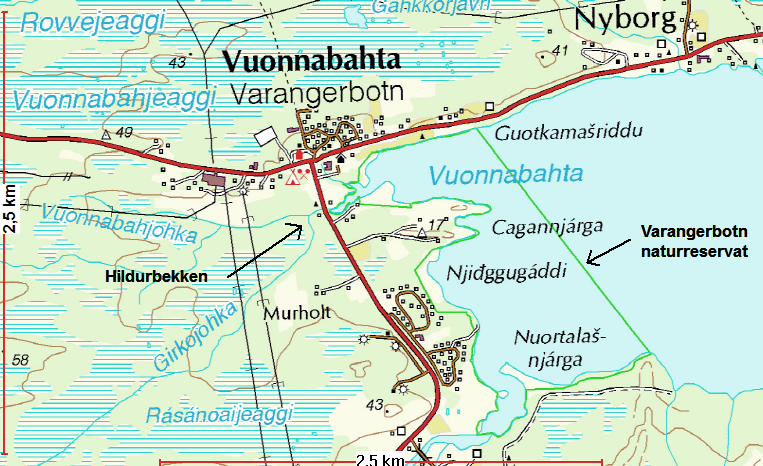 Gahkkorjavri
Rovvejeaggi
Nyborg
43
41
Vuonnabahta
Varangerbotn
Vuonnabahjeaggi
49
Guotkamašriddu
Vuonnabahta
2,5 km
Vuonnabahjohka
17
Cagannjárga
Varangerbotn
naturreservat
Hildurbekken
Njiđggugáddi
Girkojohka
Murholt
Nuortalaš-
njárga
58
Rásánoaijeaggi
43
2,5 km